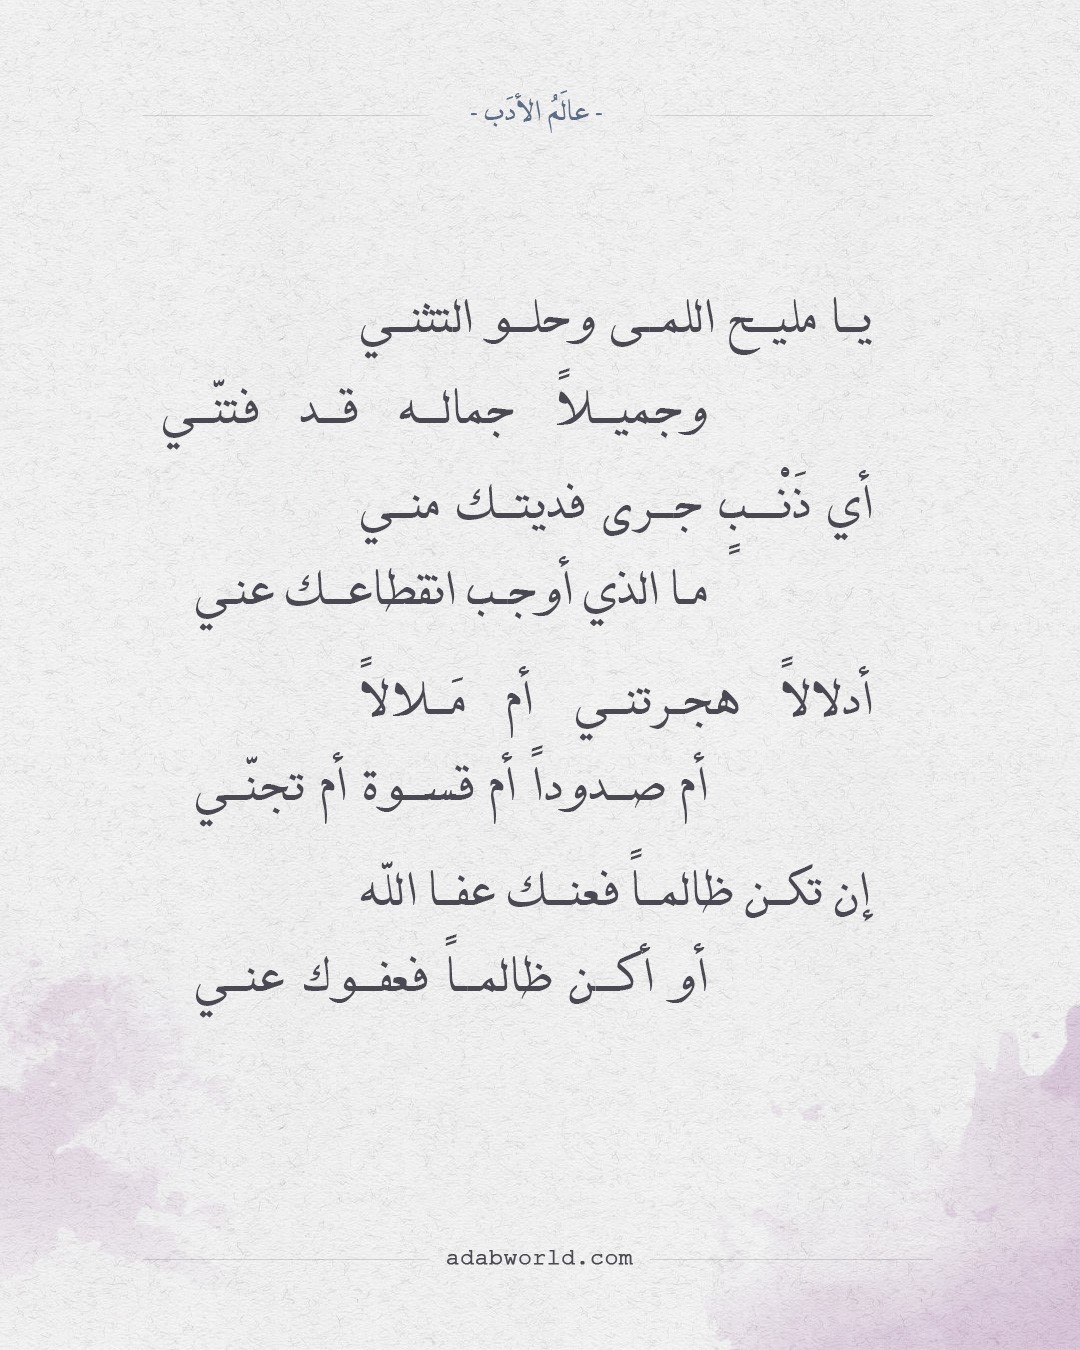 - عالَمُ الأدَب -
يا مليح اللمى وحلو التثني
وجميلاً جماله قد فتنّي
أي ذَنْبٍ جرى فديتك مني
ما الذي أوجب انقطاعك عني
أدلالاً هجرتني أم مَلالاً
أم صدوداً أم قسوة أم تجنّي
إن تكن ظالماً فعنك عفا اللّه
أو أكن ظالماً فعفوك عني
adabworld.com